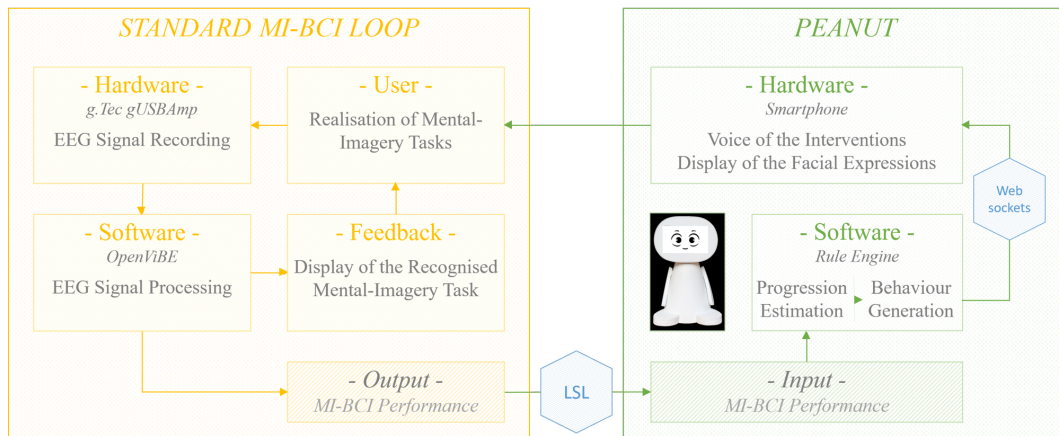 STANDARD MI-BCI LOOP
- Hardware -
g.Tec gUSBAmp
EEG Signal Recording
- User -
Realisation of Mental-
Imagery Tasks
- Software -
OpenViBE
EEG Signal Processing
- Feedback -
Display of the Recognised
Mental-Imagery Task
- Output -
MI-BCI Performance
LSL
PEANUT
- Hardware -
Smartphone
Voice of the Interventions
Display of the Facial Expressions
Web
sockets
- Software -
Rule Engine
Progression
Estimation
Behaviour
Generation
- Input -
MI-BCI Performance